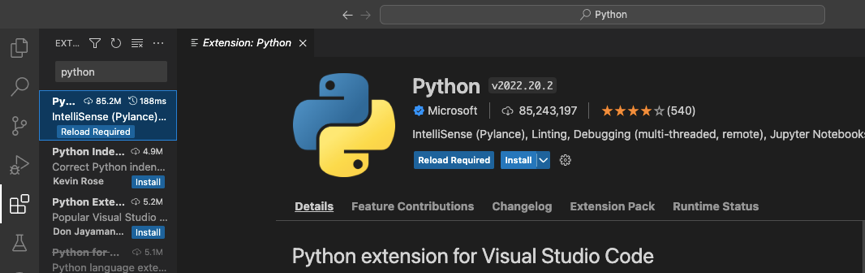 Python
EXT...
Extension: Python
python
Py... 85.2M 188ms
IntelliSense (Pylance)...
Reload Required
Python Inde... 4.9M
Correct Python inden...
Kevin Rose Install
Python Exte... 5.2M
Popular Visual Studio ...
Don Jayaman... Install
Python for ... 5.1M
Python language exte...
Python v2022.20.2
Microsoft 85,243,197 (540)
IntelliSense (Pylance), Linting, Debugging (multi-threaded, remote), Jupyter Notebooks
Reload Required Install
Details Feature Contributions Changelog Extension Pack Runtime Status
Python extension for Visual Studio Code